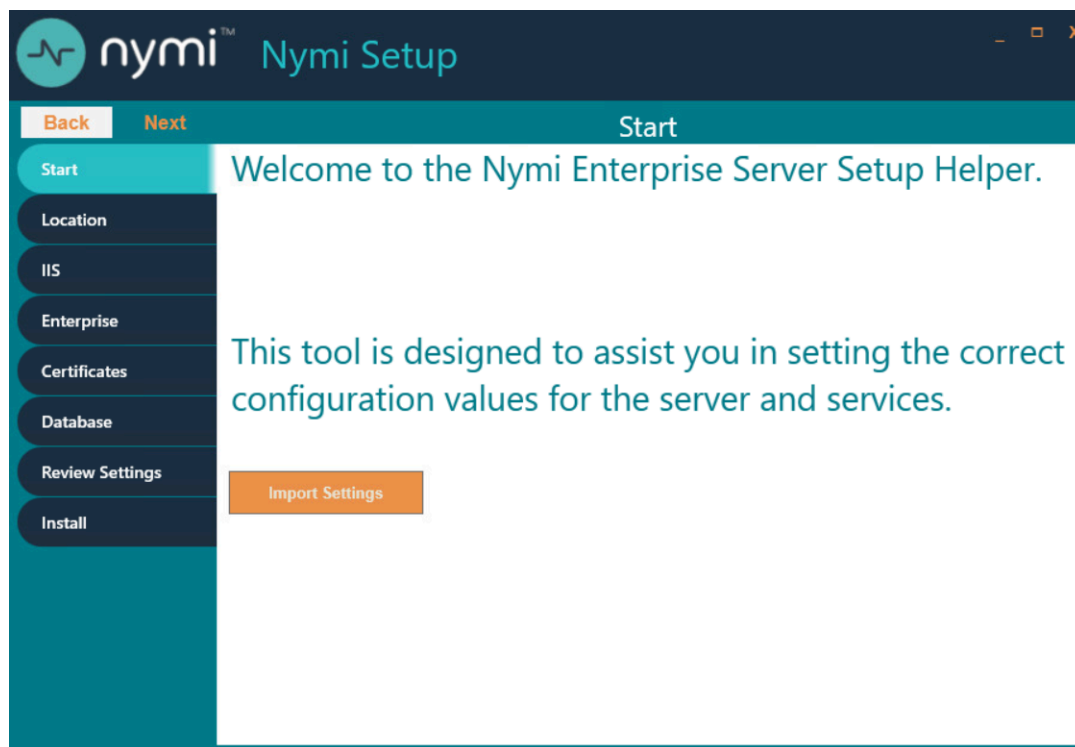 nymi™ Nymi Setup
Back Next Start
Start
Welcome to the Nymi Enterprise Server Setup Helper.
Location
IIS
Enterprise
Certificates
Database
Review Settings
Install
This tool is designed to assist you in setting the correct
configuration values for the server and services.
Import Settings